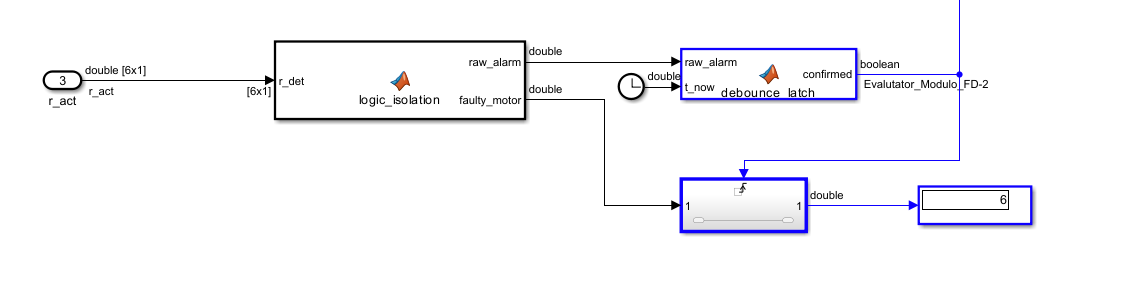 3
r_act
double [6x1]
r_act
[6x1]
r_det
logic_isolation
raw_alarm
faulty_motor
double
double
double
raw_alarm
t_now
debounce_latch
confirmed
boolean
Evalutator_Modulo_FD-2
1
1
double
6